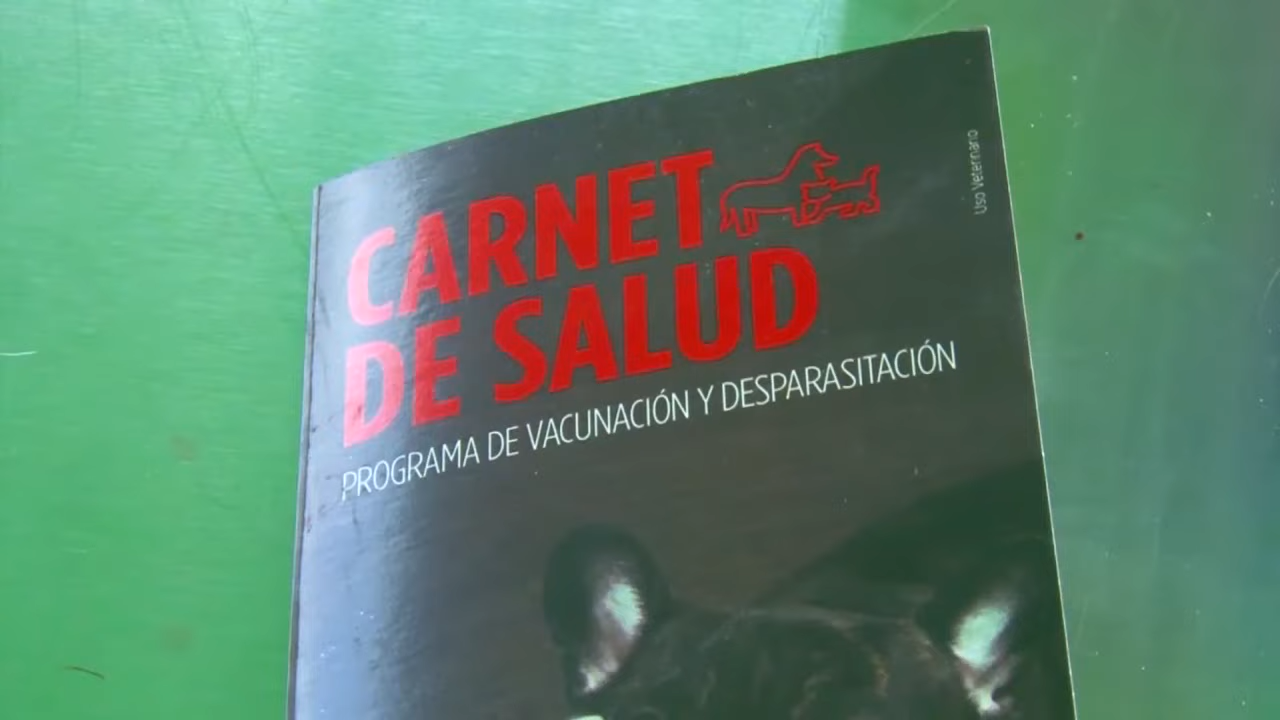 CARNET
DE SALUD
PROGRAMA DE VACUNACIÓN Y DESPARASITACIÓN
Uso Veterinario